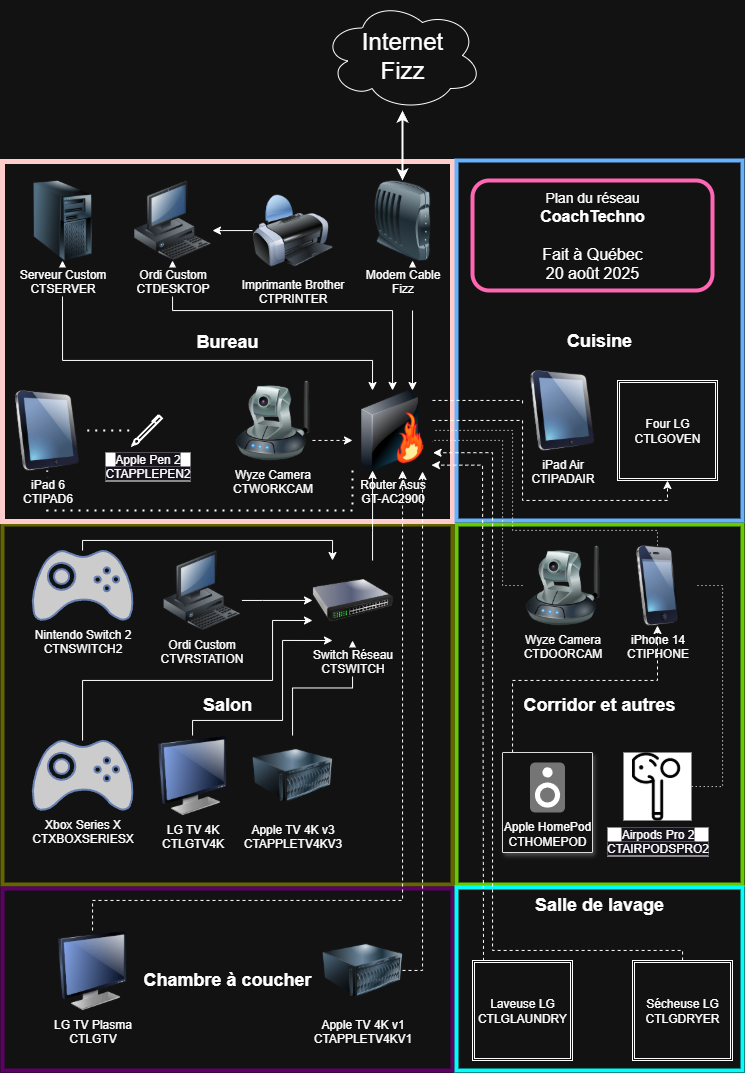 Internet
Fizz
Plan du réseau
CoachTechno
Fait à Québec
20 août 2025
Serveur Custom
CTSERVER
Ordi Custom
CTDESKTOP
Imprimante Brother
CTPRINTER
Modem Cable
Fizz
Bureau
iPad 6
CTIPAD6
Apple Pen 2
CTAPPLEPEN2
Wyze Camera
CTWORKCAM
Router Asus
GT-AC2900
Cuisine
iPad Air
CTIPADAIR
Four LG
CTLGOVEN
Nintendo Switch 2
CTNSWITCH2
Ordi Custom
CTVRSTATION
Switch Réseau
CTSWITCH
Salon
Xbox Series X
CTXBOXSERIESX
LG TV 4K
CTLGTV4K
Apple TV 4K v3
CTAPPLETV4KV3
Wyze Camera
CTDOORCAM
iPhone 14
CTIPHONE
Corridor et autres
Apple HomePod
CTHOMEPOD
Airpods Pro 2
CTAIRPODSPRO2
Chambre à coucher
LG TV Plasma
CTLGTV
Apple TV 4K v1
CTAPPLETV4KV1
Salle de lavage
Laveuse LG
CTLGLAUNDRY
Sécheuse LG
CTLGDRYER